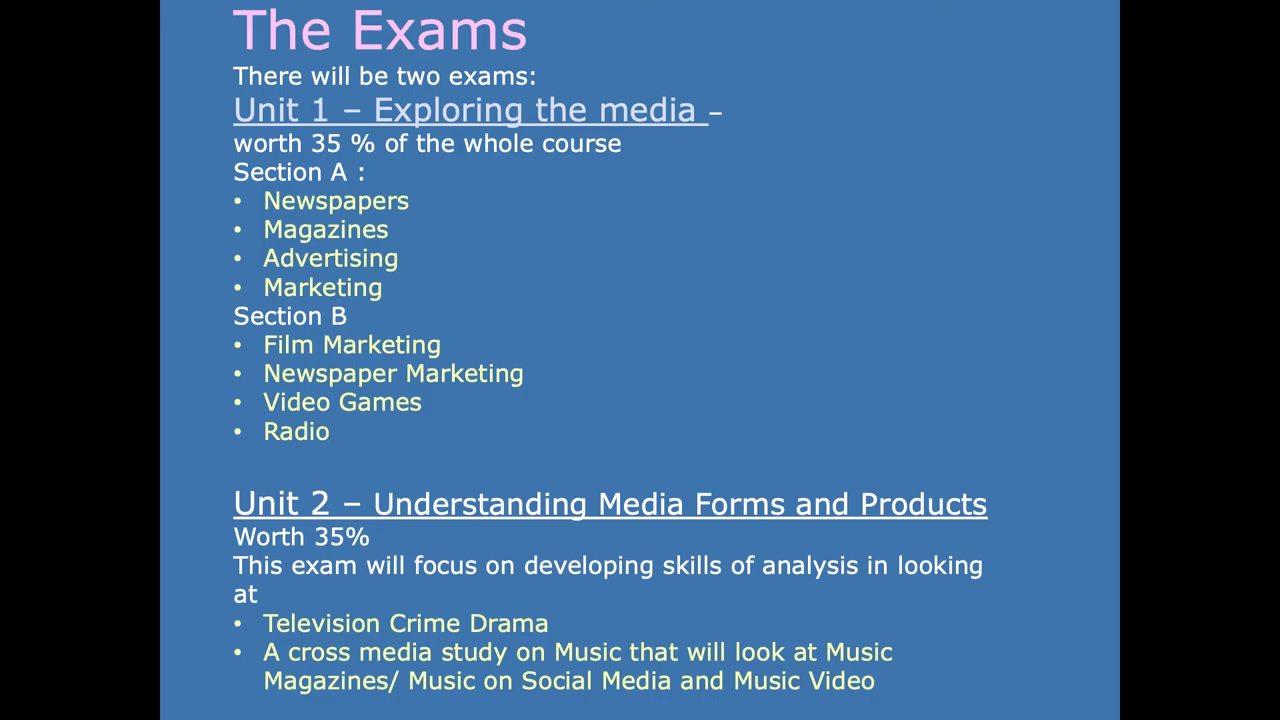 The Exams
There will be two exams:
Unit 1 – Exploring the media –
worth 35 % of the whole course
Section A :
• Newspapers
• Magazines
• Advertising
• Marketing
Section B
• Film Marketing
• Newspaper Marketing
• Video Games
• Radio
Unit 2 – Understanding Media Forms and Products
Worth 35%
This exam will focus on developing skills of analysis in looking
at
• Television Crime Drama
• A cross media study on Music that will look at Music
Magazines/ Music on Social Media and Music Video